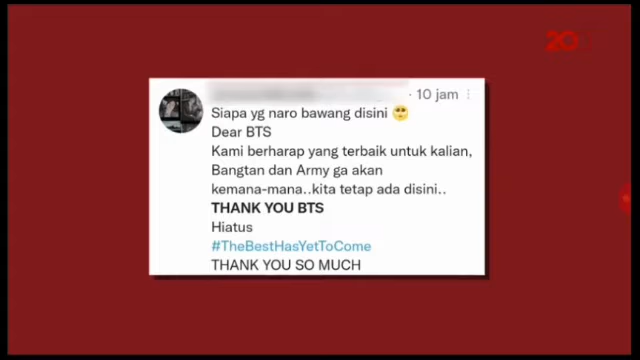 20
· 10 jam
Siapa yg naro bawang disini 🥺
Dear BTS
Kami berharap yang terbaik untuk kalian,
Bangtan dan Army ga akan
kemana-mana..kita tetap ada disini..
THANK YOU BTS
Hiatus
#TheBestHasYetToCome
THANK YOU SO MUCH